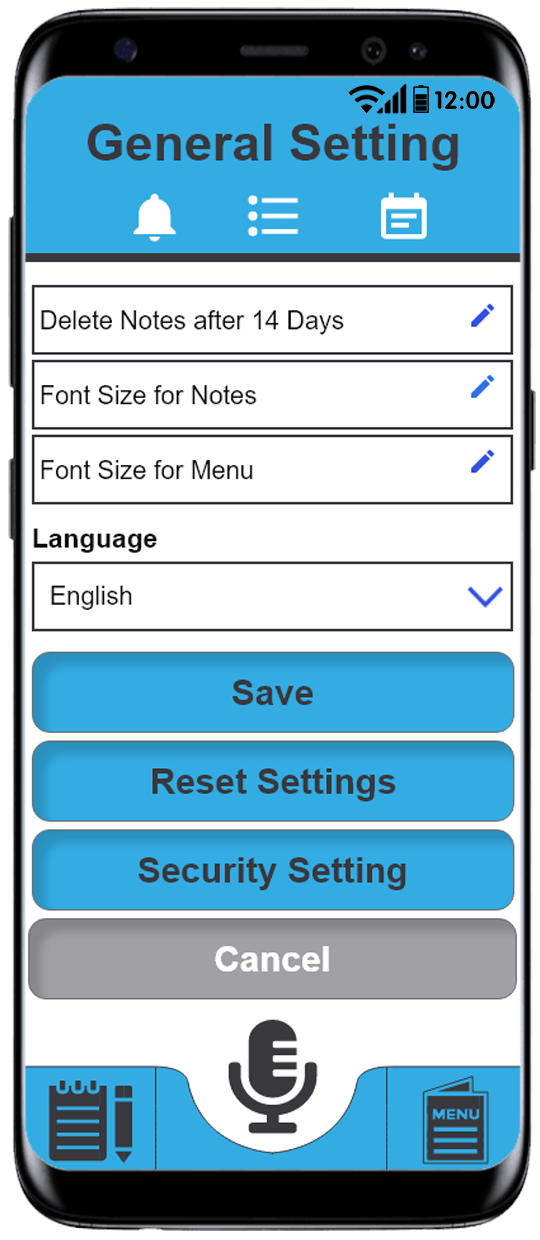 12:00
General Setting
Delete Notes after 14 Days
Font Size for Notes
Font Size for Menu
Language
English
Save
Reset Settings
Security Setting
Cancel
MENU